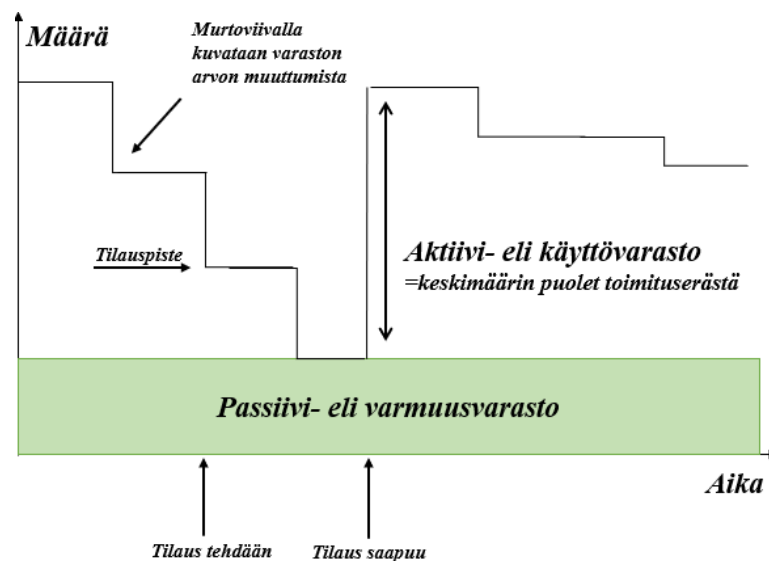 Määrä
Murtoviivalla
kuvataan varaston
arvon muuttumista
Tilauspiste
Aktiivi- eli käyttövarasto
=keskimäärin puolet toimituserästä
Passiivi- eli varmuusvarasto
Aika
Tilaus tehdään
Tilaus saapuu